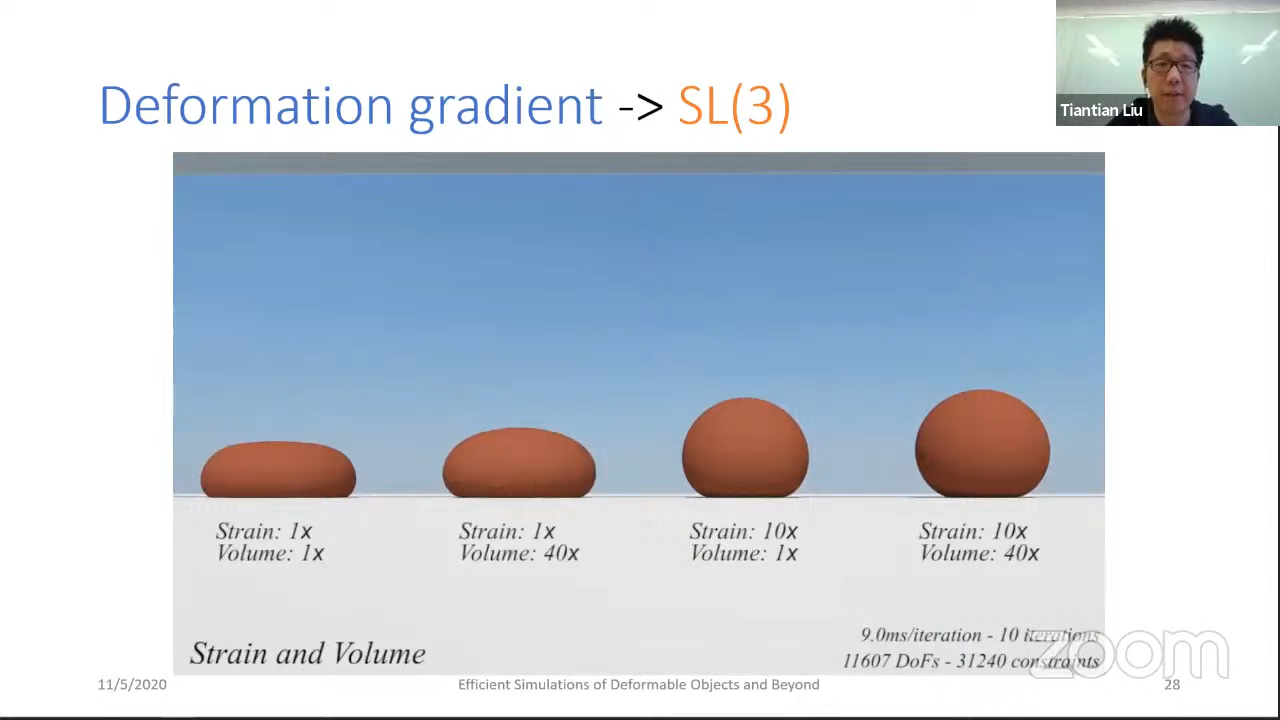 Deformation gradient -> SL(3)
Tiantian Liu
Strain: 1x
Volume: 1x
Strain: 1x
Volume: 40x
Strain: 10x
Volume: 1x
Strain: 10x
Volume: 40x
Strain and Volume
9.0ms/iteration - 10 iterations
11607 DoFs - 31240 constraints
zoom
11/5/2020
Efficient Simulations of Deformable Objects and Beyond
28